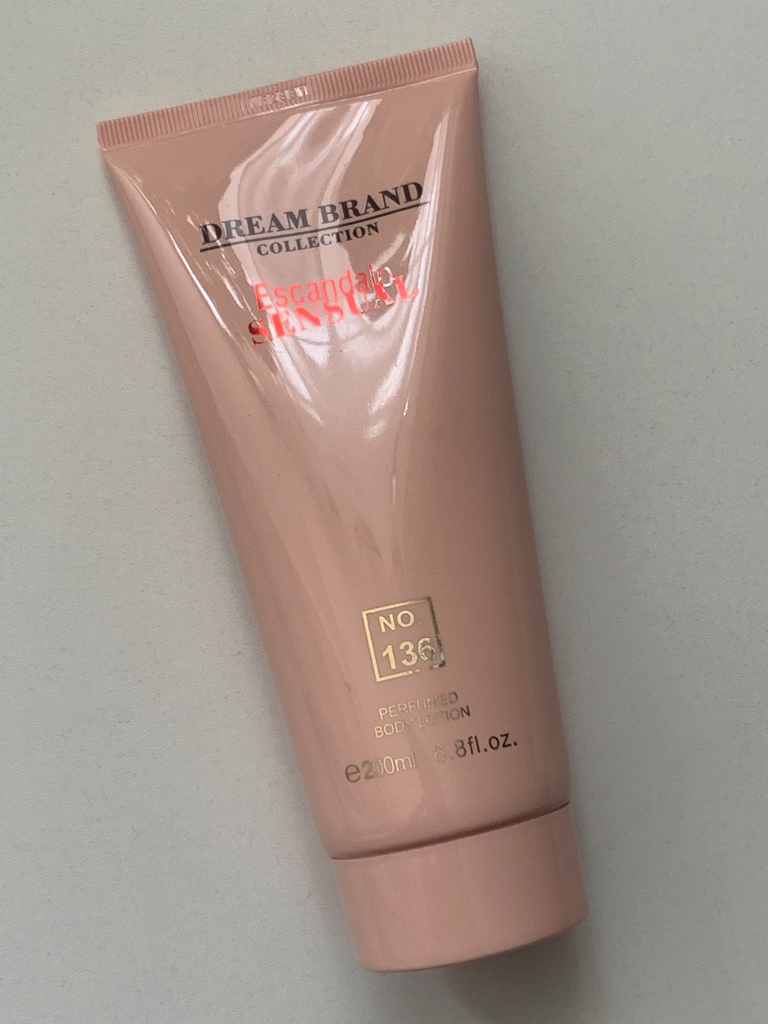 DREAM BRAND
COLLECTION
Escandalo
SENSUAL
NO
136
PERFUMED
BODY LOTION
e200ml 6.8fl.oz.